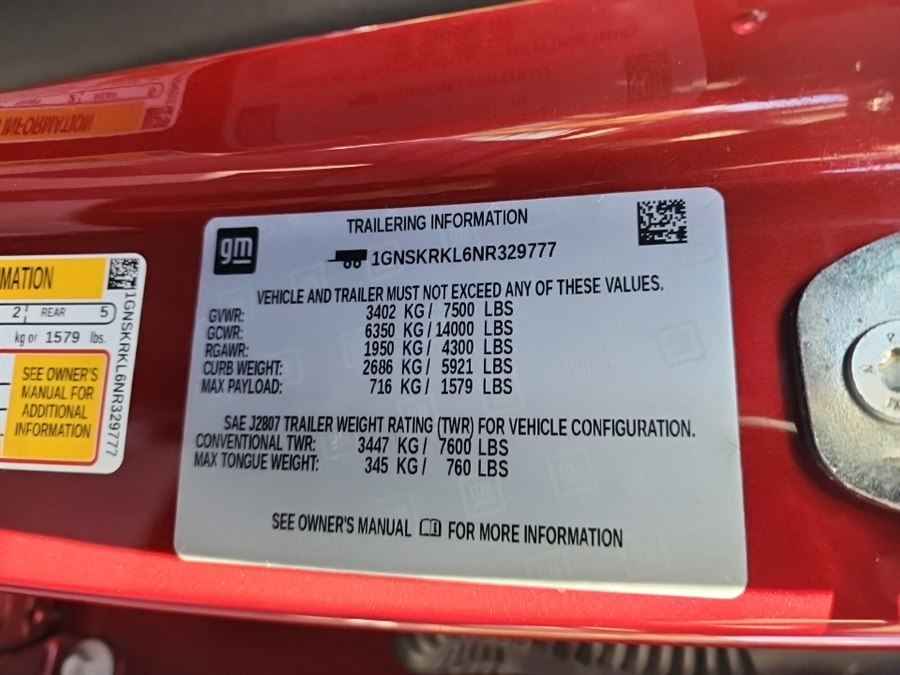 gm
TRAILERING INFORMATION
1GNSKRKL6NR329777
VEHICLE AND TRAILER MUST NOT EXCEED ANY OF THESE VALUES.
GVWR: 3402 KG / 7500 LBS
GCWR: 6350 KG / 14000 LBS
RGAWR: 1950 KG / 4300 LBS
CURB WEIGHT: 2686 KG / 5921 LBS
MAX PAYLOAD: 716 KG / 1579 LBS
SAE J2807 TRAILER WEIGHT RATING (TWR) FOR VEHICLE CONFIGURATION.
CONVENTIONAL TWR: 3447 KG / 7600 LBS
MAX TONGUE WEIGHT: 345 KG / 760 LBS
SEE OWNER'S MANUAL FOR MORE INFORMATION
MATION
2 REAR 5
kg or 1579 lbs.
SEE OWNER'S
MANUAL FOR
ADDITIONAL
INFORMATION
1GNSKRKL6NR329777